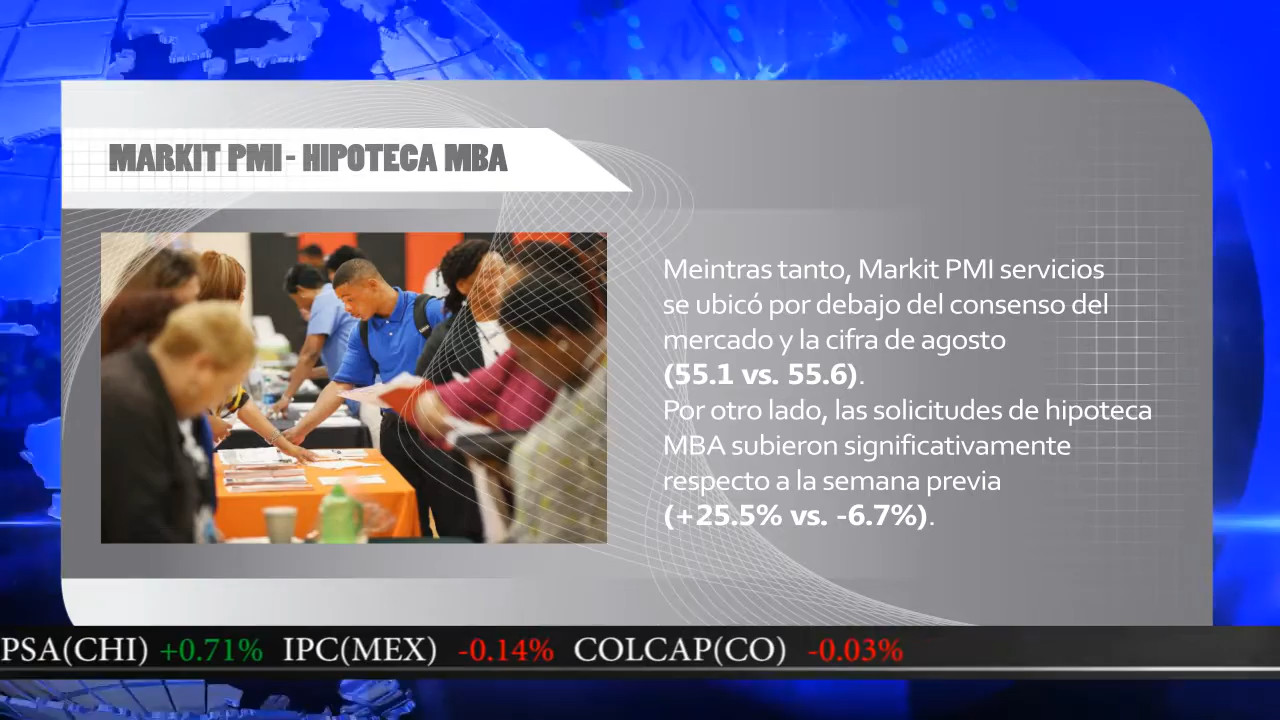 MARKIT PMI - HIPOTECA MBA
Meintras tanto, Markit PMI servicios
se ubicó por debajo del consenso del
mercado y la cifra de agosto
(55.1 vs. 55.6).
Por otro lado, las solicitudes de hipoteca
MBA subieron significativamente
respecto a la semana previa
(+25.5% vs. -6.7%).
PSA(CHI) +0.71% IPC(MEX) -0.14% COLCAP(CO) -0.03%